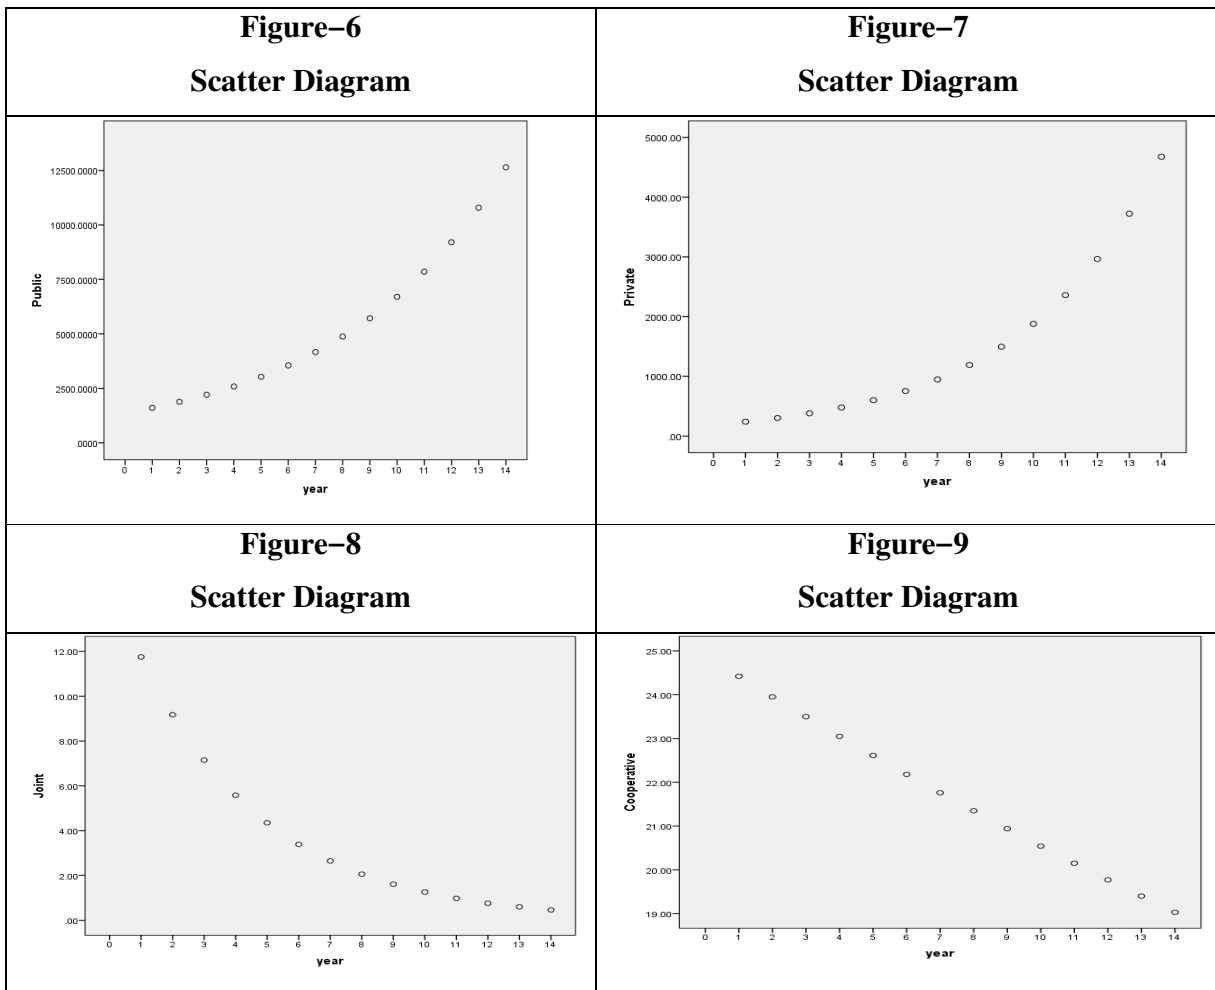 Figure–6
Scatter Diagram
Figure–7
Scatter Diagram
12500.0000
10000.0000
7500.0000
5000.0000
2500.0000
.0000
Public
0 1 2 3 4 5 6 7 8 9 10 11 12 13 14
year
5000.00
4000.00
3000.00
2000.00
1000.00
.00
Private
0 1 2 3 4 5 6 7 8 9 10 11 12 13 14
year
Figure–8
Scatter Diagram
Figure–9
Scatter Diagram
12.00
10.00
8.00
6.00
4.00
2.00
.00
Joint
0 1 2 3 4 5 6 7 8 9 10 11 12 13 14
year
25.00
24.00
23.00
22.00
21.00
20.00
19.00
Cooperative
0 1 2 3 4 5 6 7 8 9 10 11 12 13 14
year